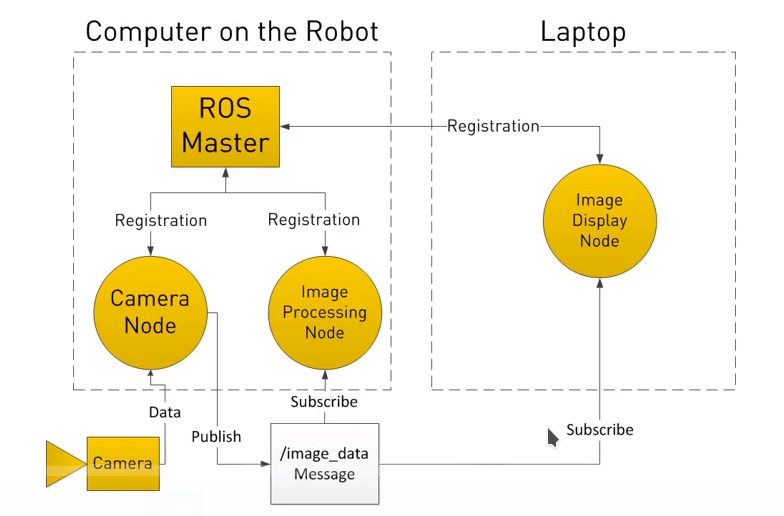 Computer on the Robot
Laptop
ROS
Master
Registration
Registration
Registration
Image
Display
Node
Camera
Node
Image
Processing
Node
Data
Subscribe
Publish
Subscribe
Camera
/image_data
Message